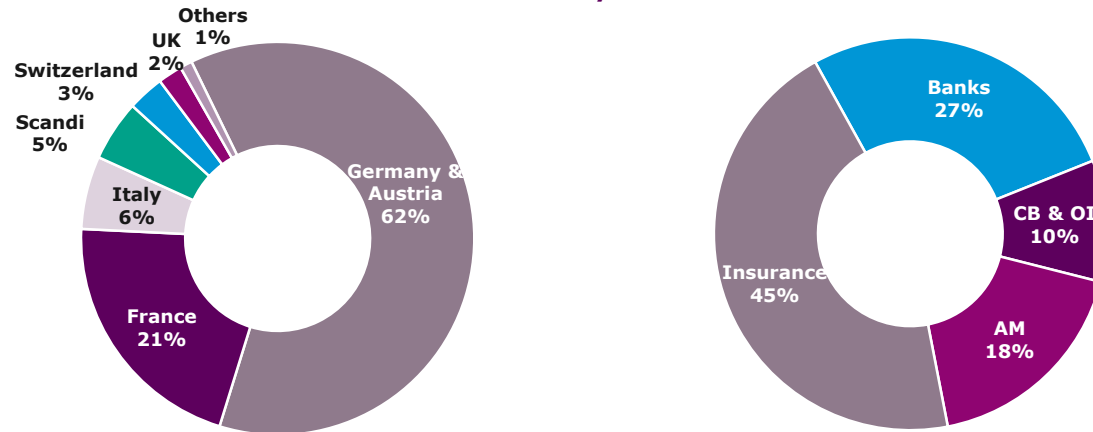 Others
1%
UK
2%
Switzerland
3%
Scandi
5%
Italy
6%
France
21%
Germany &
Austria
62%
Banks
27%
CB & OI
10%
AM
18%
Insurance
45%